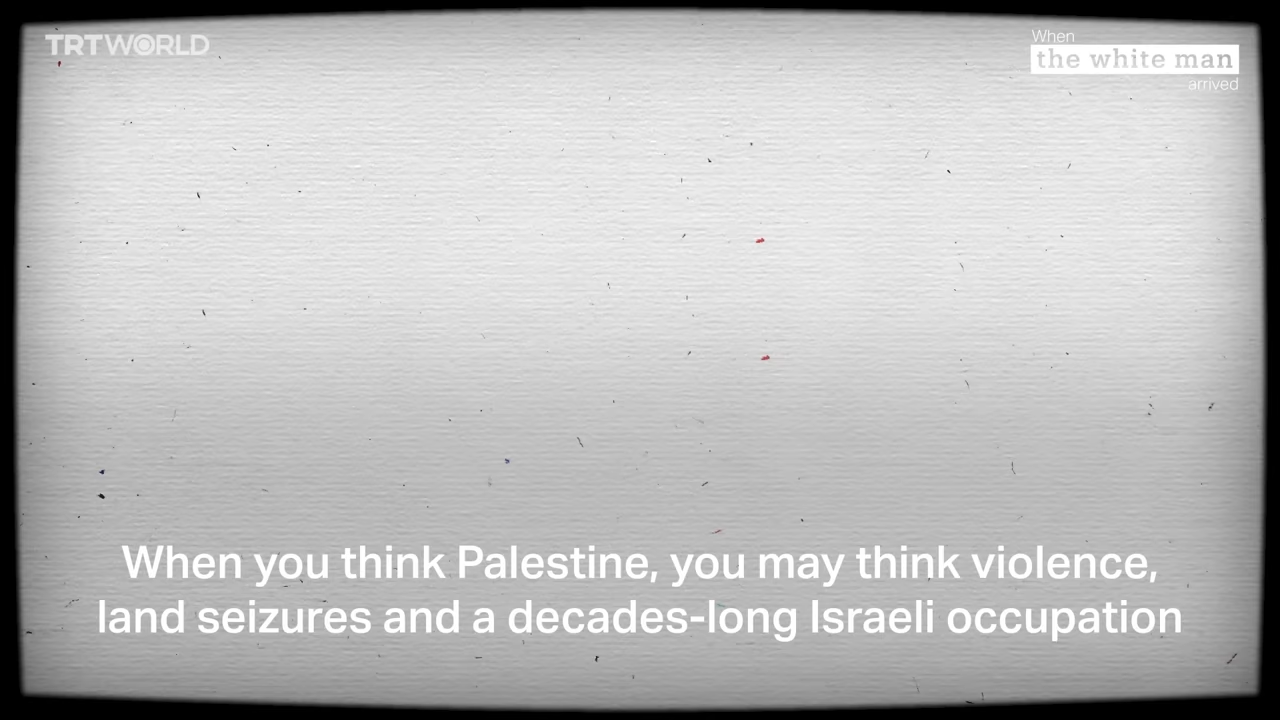 TRTWORLD
When
the white man
arrived
When you think Palestine, you may think violence,
land seizures and a decades-long Israeli occupation